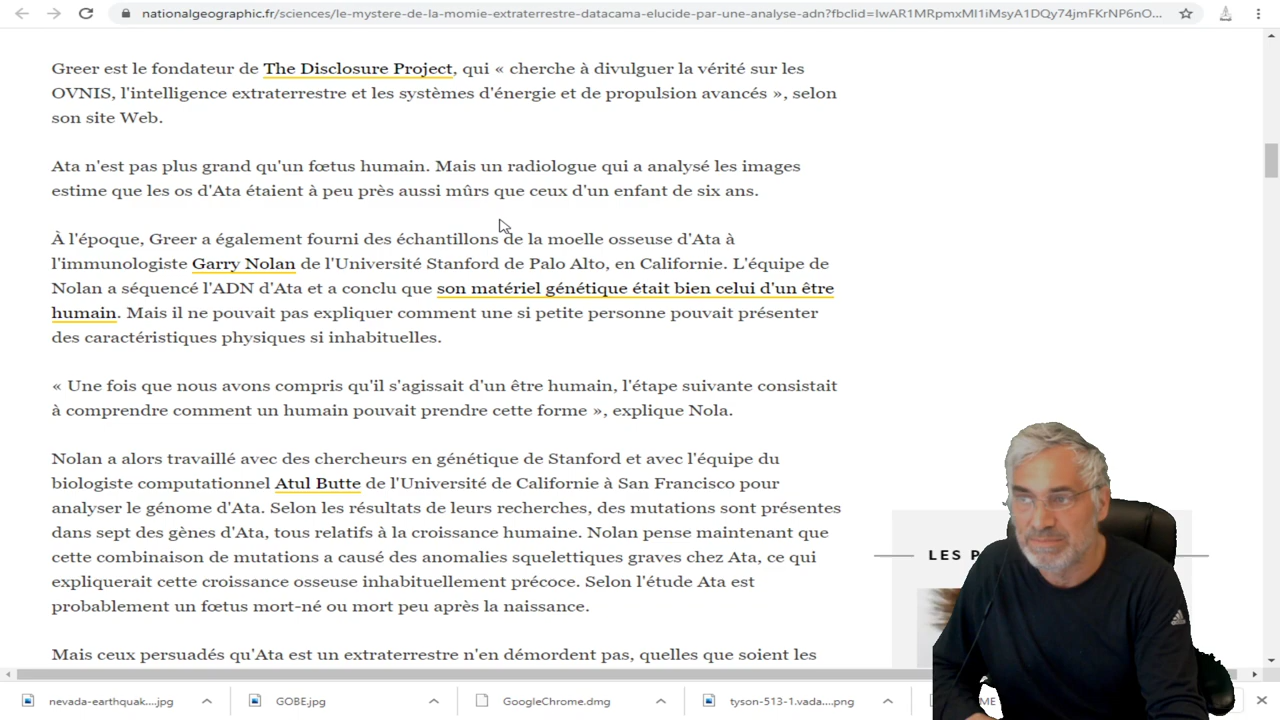 nationalgeographic.fr/sciences/le-mystere-de-la-momie-extraterrestre-datacama-elucide-par-une-analyse-adn?fbclid=IwAR1MRpmxMI1iMsyA1DQy74jmFKrNP6nO...
Greer est le fondateur de The Disclosure Project, qui « cherche à divulguer la vérité sur les
OVNIS, l'intelligence extraterrestre et les systèmes d'énergie et de propulsion avancés », selon
son site Web.
Ata n'est pas plus grand qu'un fœtus humain. Mais un radiologue qui a analysé les images
estime que les os d'Ata étaient à peu près aussi mûrs que ceux d'un enfant de six ans.
À l'époque, Greer a également fourni des échantillons de la moelle osseuse d'Ata à
l'immunologiste Garry Nolan de l'Université Stanford de Palo Alto, en Californie. L'équipe de
Nolan a séquencé l'ADN d'Ata et a conclu que son matériel génétique était bien celui d'un être
humain. Mais il ne pouvait pas expliquer comment une si petite personne pouvait présenter
des caractéristiques physiques si inhabituelles.
« Une fois que nous avons compris qu'il s'agissait d'un être humain, l'étape suivante consistait
à comprendre comment un humain pouvait prendre cette forme », explique Nola.
Nolan a alors travaillé avec des chercheurs en génétique de Stanford et avec l'équipe du
biologiste computationnel Atul Butte de l'Université de Californie à San Francisco pour
analyser le génome d'Ata. Selon les résultats de leurs recherches, des mutations sont présentes
dans sept des gènes d'Ata, tous relatifs à la croissance humaine. Nolan pense maintenant que
cette combinaison de mutations a causé des anomalies squelettiques graves chez Ata, ce qui
expliquerait cette croissance osseuse inhabituellement précoce. Selon l'étude Ata est
probablement un fœtus mort-né ou mort peu après la naissance.
Mais ceux persuadés qu'Ata est un extraterrestre n'en démordent pas, quelles que soient les
LES P
nevada-earthquak....jpg
GOBE.jpg
GoogleChrome.dmg
tyson-513-1.vada....png